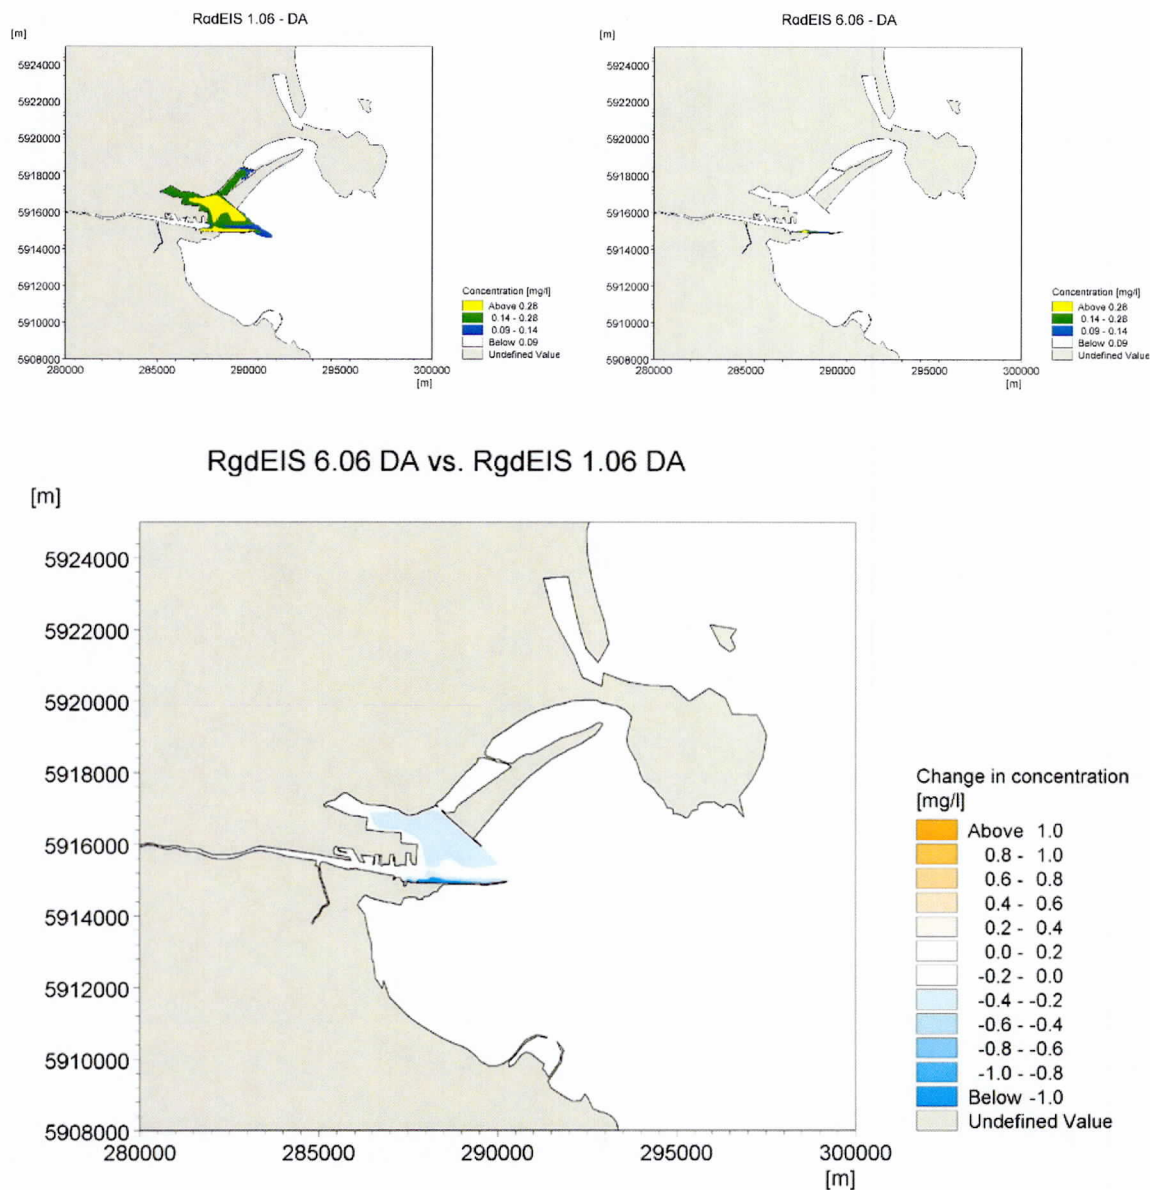 RgdEIS 1.06 - DA
[m]
5924000
5922000
5920000
5918000
5916000
5914000
5912000
5910000
5908000
280000 285000 290000 295000 300000
[m]
Concentration [mg/l]
Above 0.28
0.14 - 0.28
0.09 - 0.14
Below 0.09
Undefined Value
RgdEIS 6.06 - DA
[m]
5924000
5922000
5920000
5918000
5916000
5914000
5912000
5910000
5908000
280000 285000 290000 295000 300000
[m]
Concentration [mg/l]
Above 0.28
0.14 - 0.28
0.09 - 0.14
Below 0.09
Undefined Value
RgdEIS 6.06 DA vs. RgdEIS 1.06 DA
[m]
5924000
5922000
5920000
5918000
5916000
5914000
5912000
5910000
5908000
280000 285000 290000 295000 300000
[m]
Change in concentration
[mg/l]
Above 1.0
0.8 - 1.0
0.6 - 0.8
0.4 - 0.6
0.2 - 0.4
0.0 - 0.2
-0.2 - 0.0
-0.4 - -0.2
-0.6 - -0.4
-0.8 - -0.6
-1.0 - -0.8
Below -1.0
Undefined Value